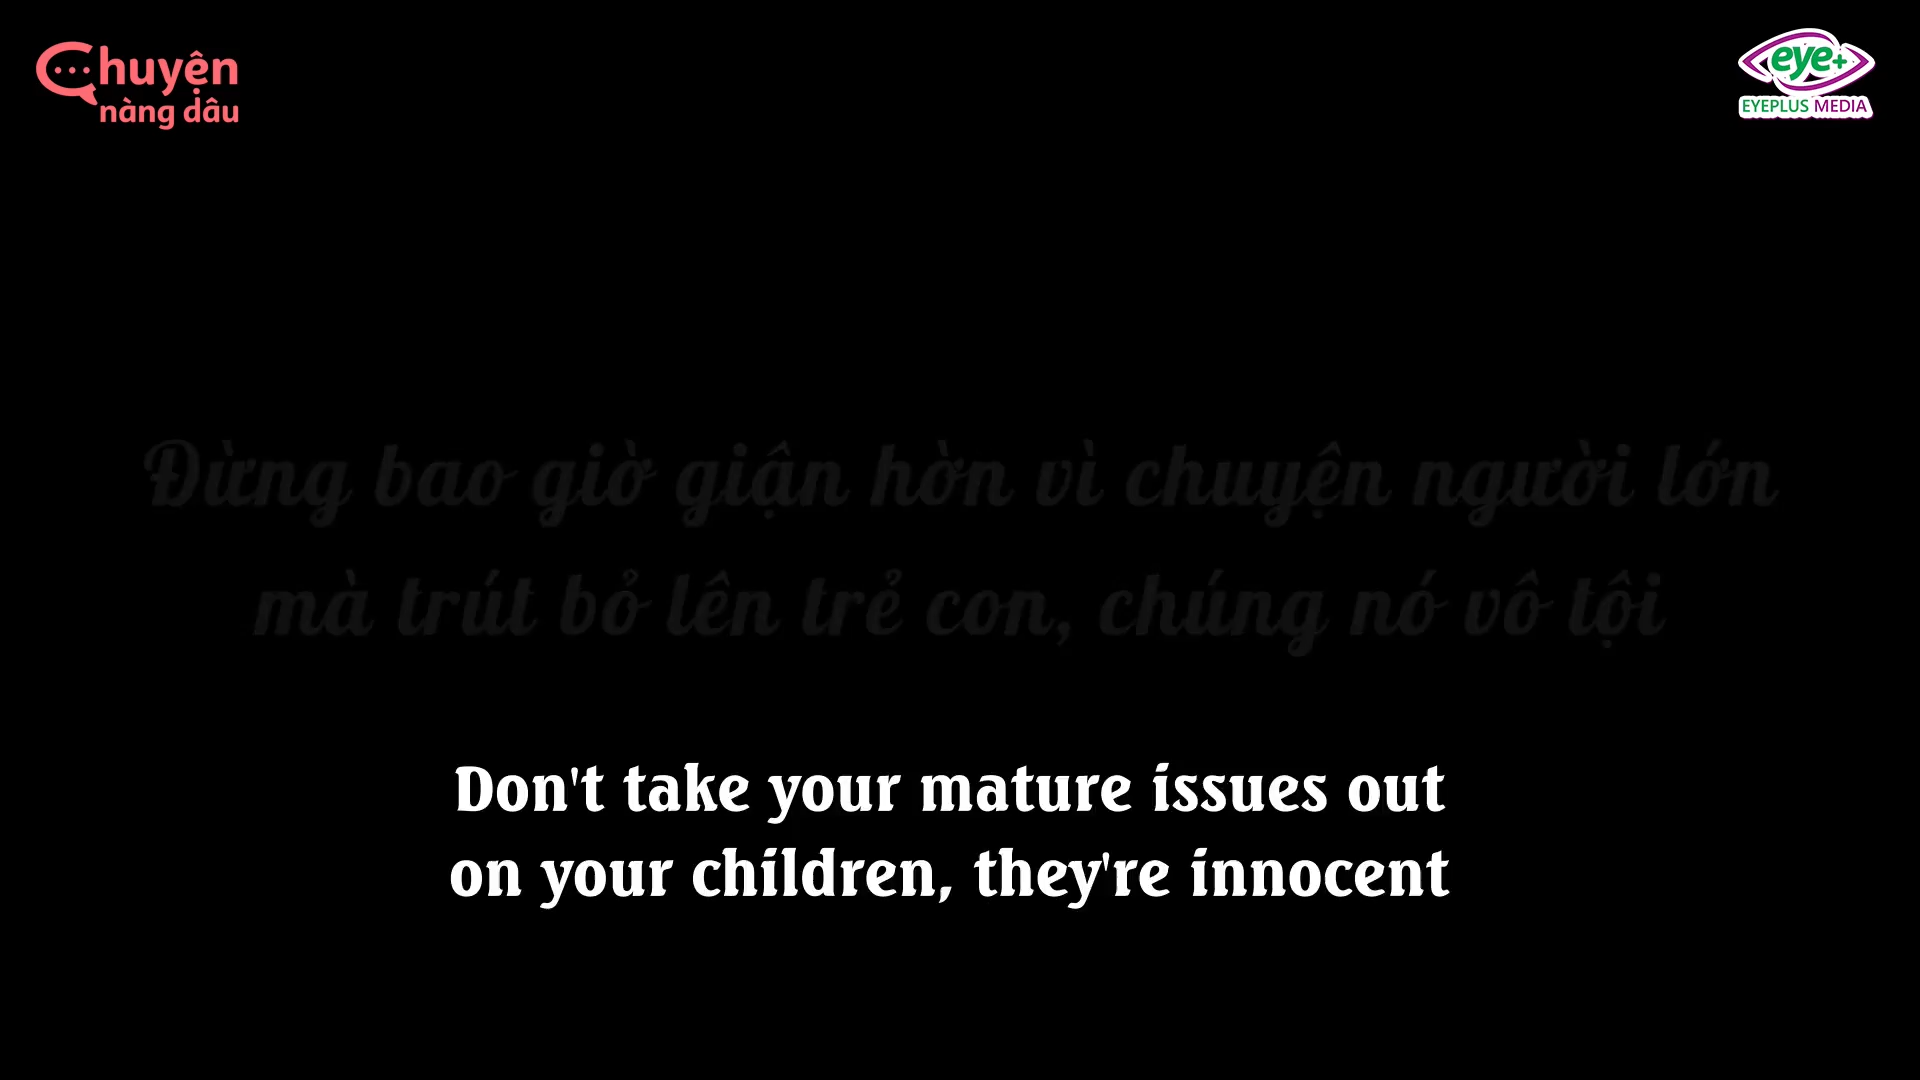 Chuyện
nàng dâu
eye+
EYEPLUS MEDIA
Đừng bao giờ giận hờn vì chuyện người lớn
mà trút bỏ lên trẻ con, chúng nó vô tội
Don't take your mature issues out
on your children, they're innocent